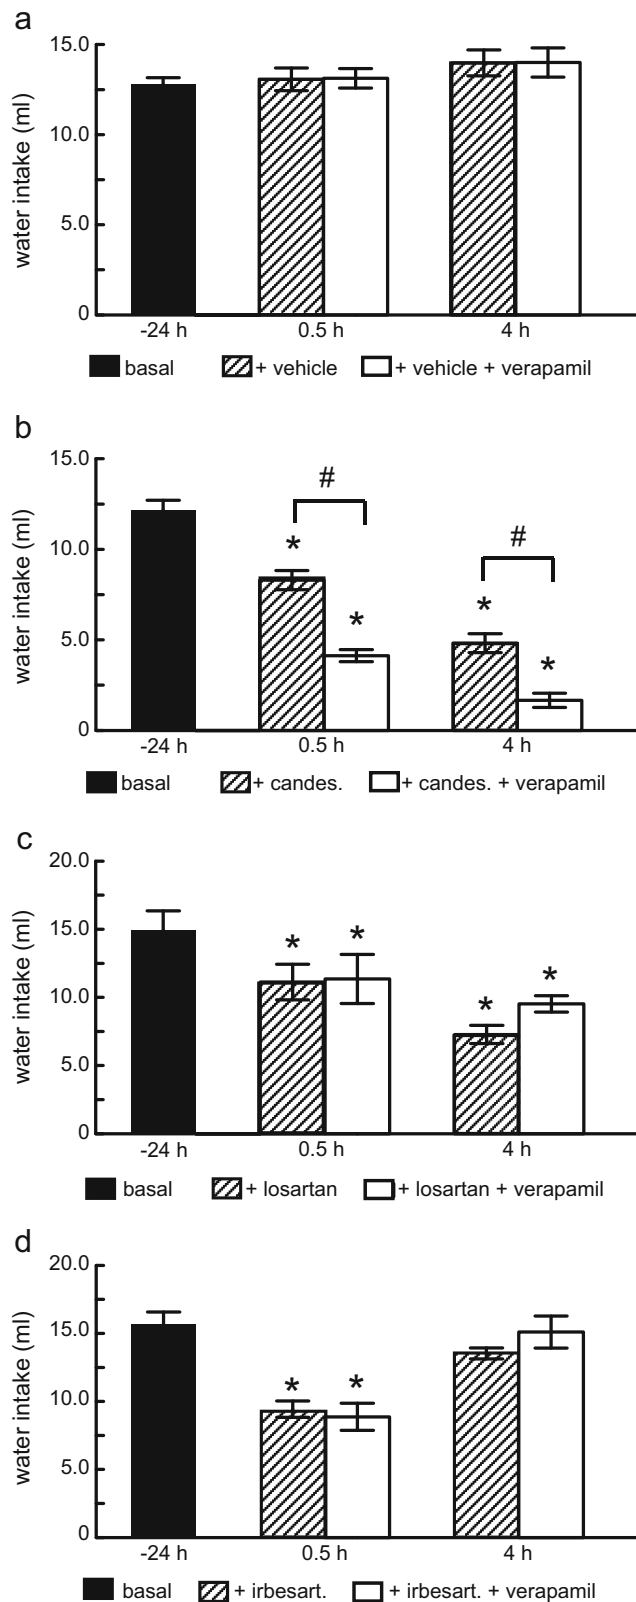 a
15.0
10.0
5.0
0
water intake (ml)
-24 h 0.5 h 4 h
basal + vehicle + vehicle + verapamil
b
15.0
10.0
5.0
0
water intake (ml)
#
#
* * * *
-24 h 0.5 h 4 h
basal + candes. + candes. + verapamil
c
20.0
15.0
10.0
5.0
0
water intake (ml)
* * * *
-24 h 0.5 h 4 h
basal + losartan + losartan + verapamil
d
20.0
15.0
10.0
5.0
0
water intake (ml)
* *
-24 h 0.5 h 4 h
basal + irbesart. + irbesart. + verapamil